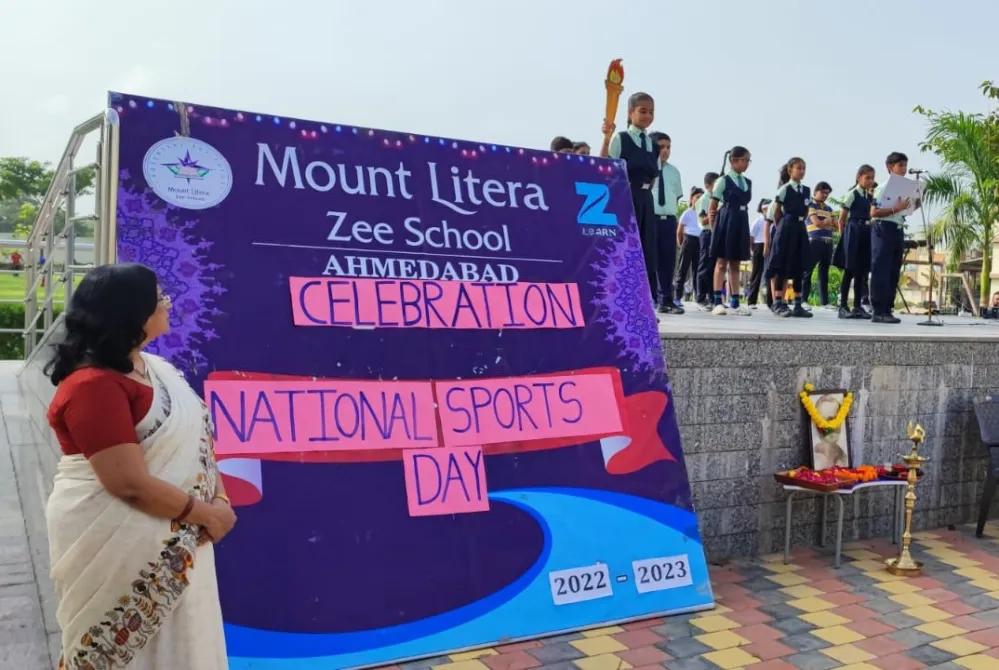 Mount Litera
Zee School
Mount Litera
Zee School
LEARN
AHMEDABAD
CELEBRATION
NATIONAL SPORTS
DAY
2022 - 2023